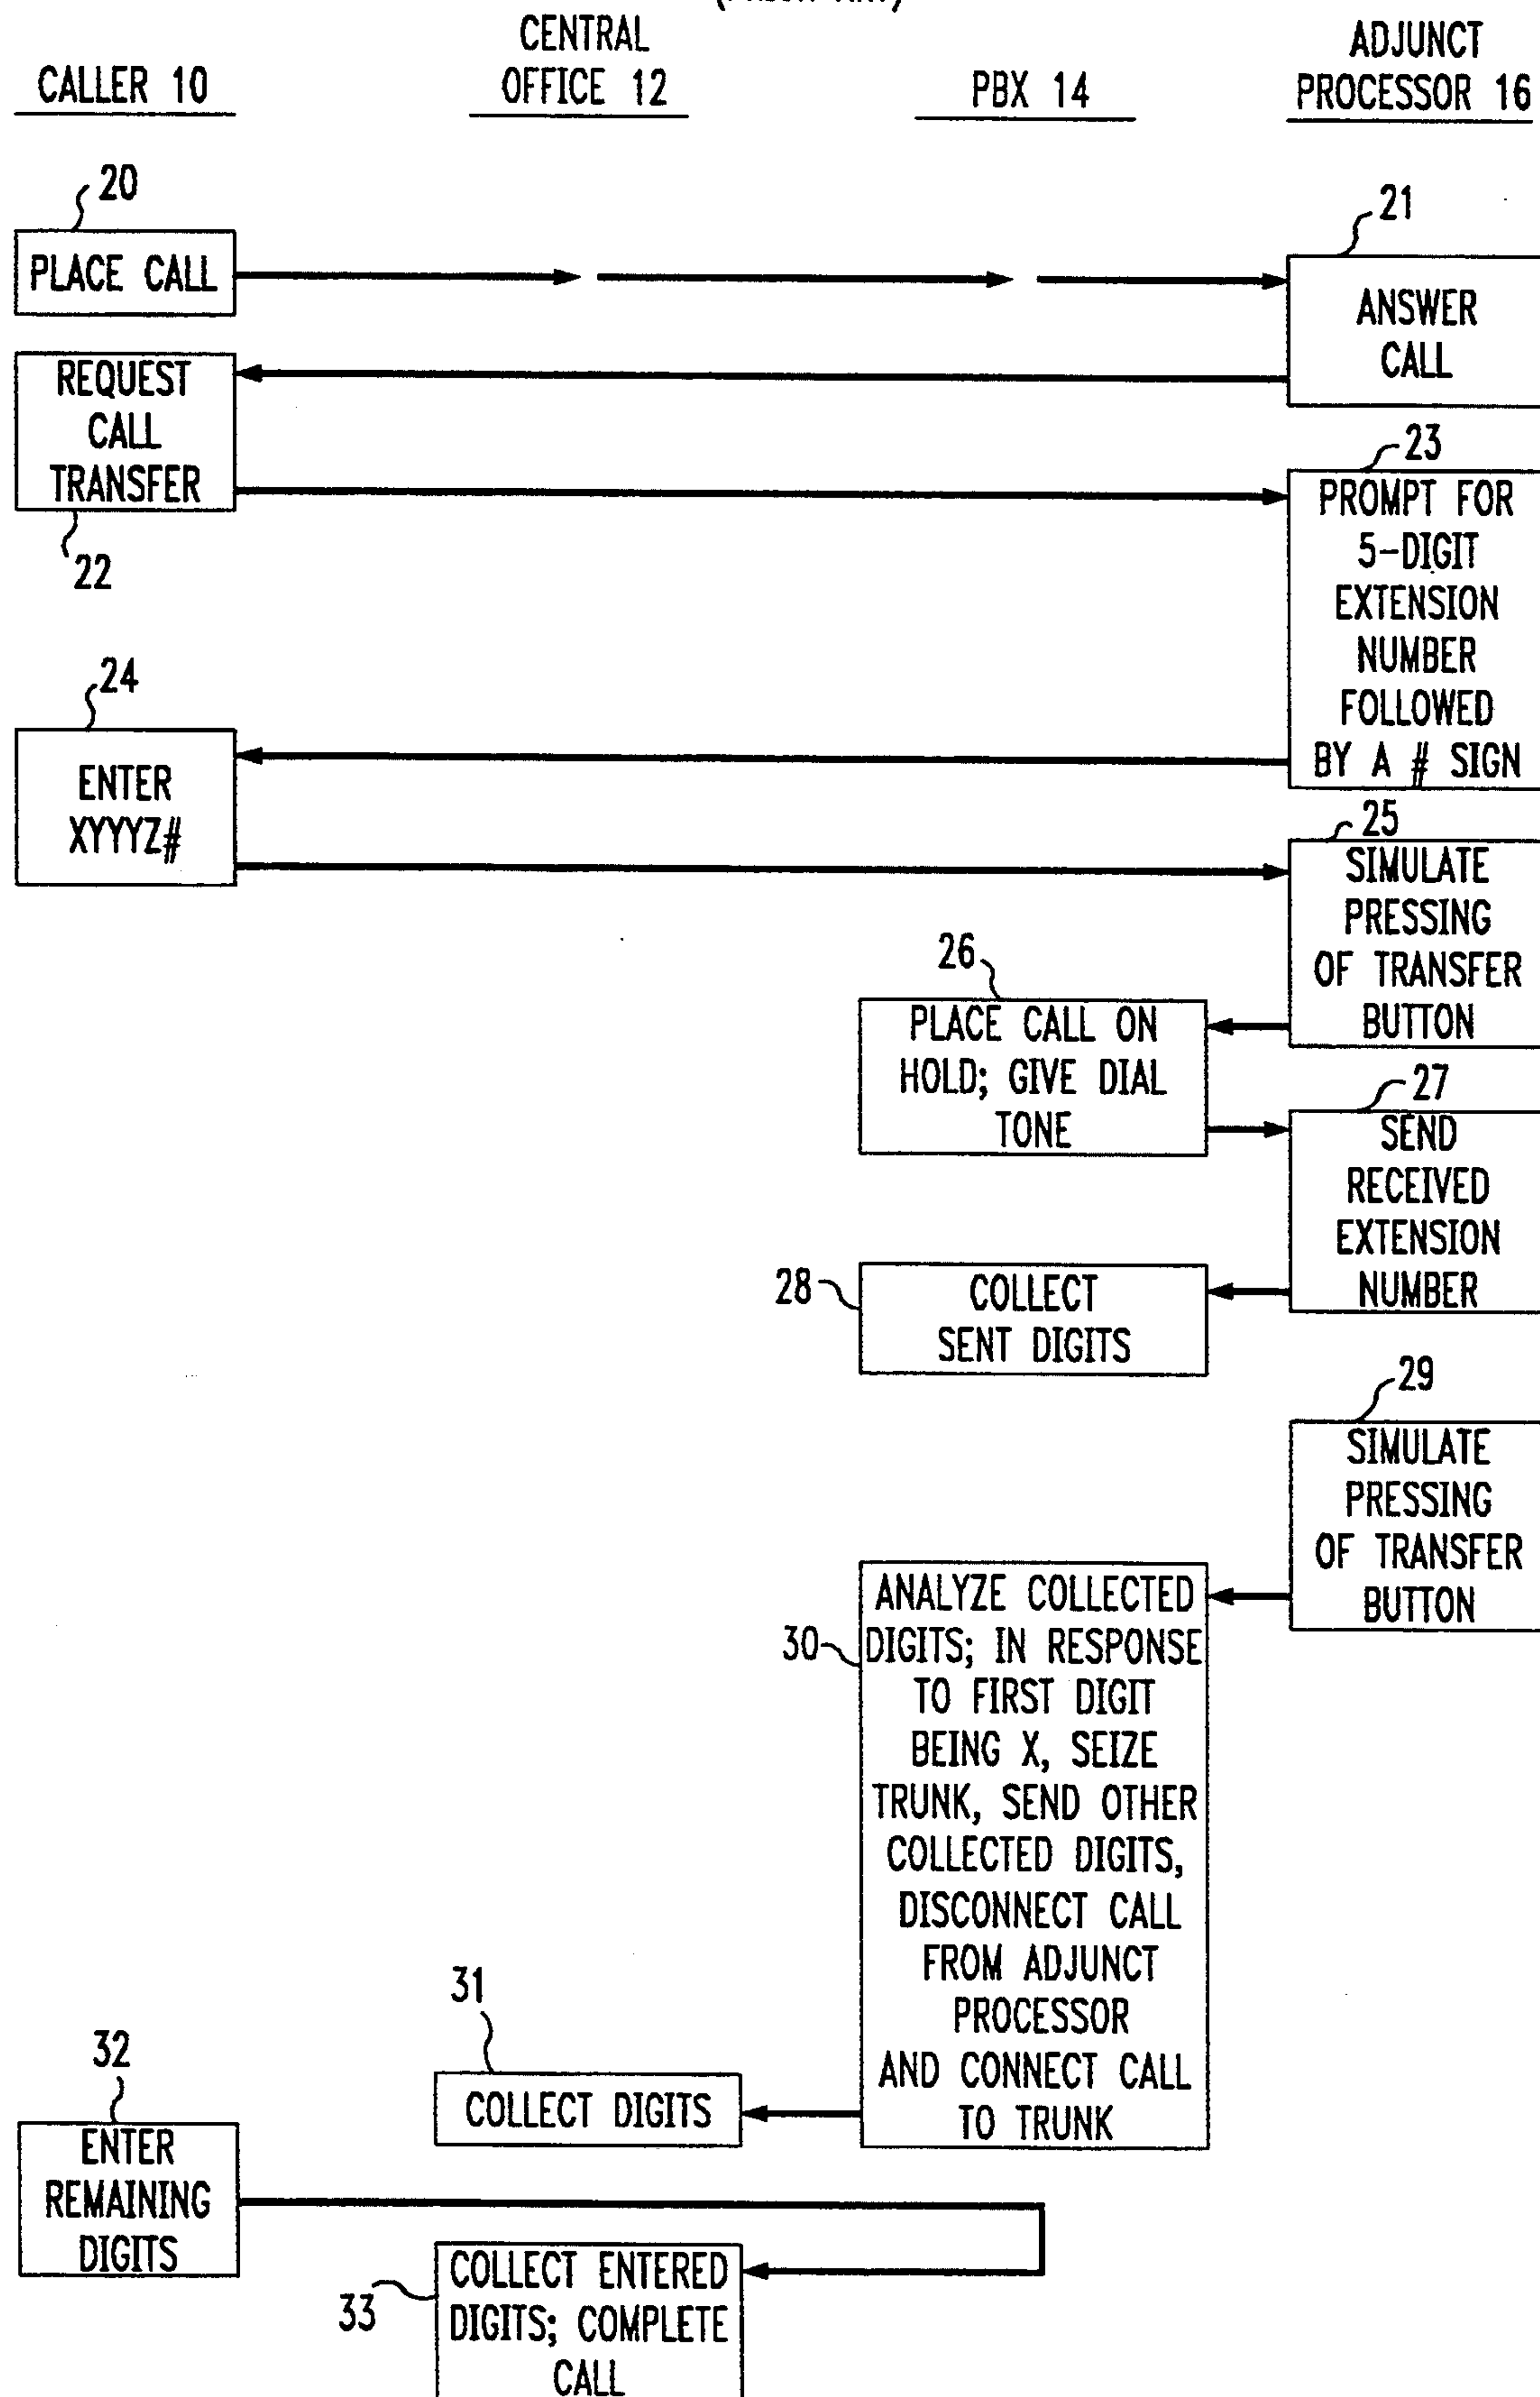 CALLER 10
CENTRAL
OFFICE 12
PBX 14
ADJUNCT
PROCESSOR 16
20
PLACE CALL
21
ANSWER
CALL
REQUEST
CALL
TRANSFER
22
23
PROMPT FOR
5-DIGIT
EXTENSION
NUMBER
FOLLOWED
BY A # SIGN
24
ENTER
XYYYZ#
25
SIMULATE
PRESSING
OF TRANSFER
BUTTON
26
PLACE CALL ON
HOLD; GIVE DIAL
TONE
27
SEND
RECEIVED
EXTENSION
NUMBER
28
COLLECT
SENT DIGITS
29
SIMULATE
PRESSING
OF TRANSFER
BUTTON
30
ANALYZE COLLECTED
DIGITS; IN RESPONSE
TO FIRST DIGIT
BEING X, SEIZE
TRUNK, SEND OTHER
COLLECTED DIGITS,
DISCONNECT CALL
FROM ADJUNCT
PROCESSOR
AND CONNECT CALL
TO TRUNK
31
COLLECT DIGITS
32
ENTER
REMAINING
DIGITS
33
COLLECT ENTERED
DIGITS; COMPLETE
CALL